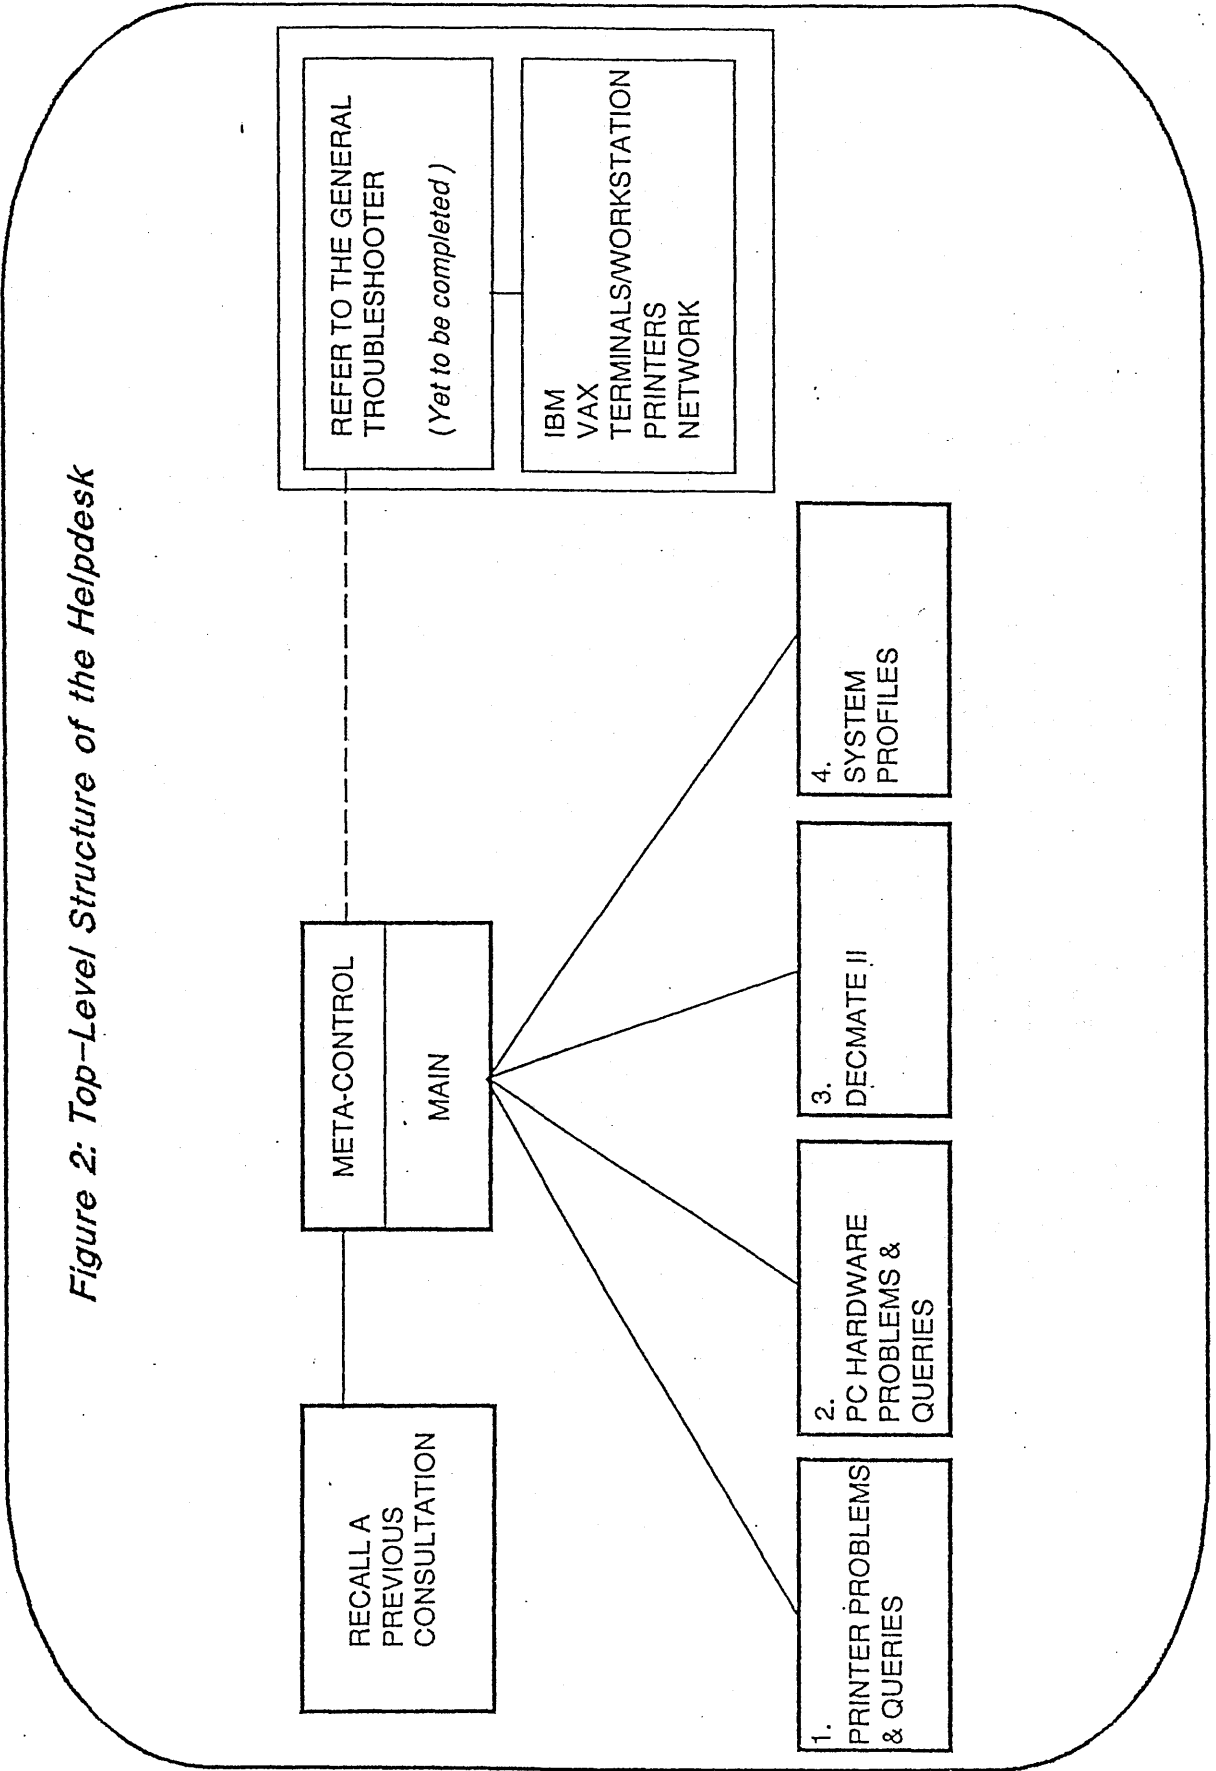 Figure 2: Top-Level Structure of the Helpdesk
RECALL A
PREVIOUS
CONSULTATION
META-CONTROL
MAIN
REFER TO THE GENERAL
TROUBLESHOOTER
(Yet to be completed)
IBM
VAX
TERMINALS/WORKSTATION
PRINTERS
NETWORK
1.
PRINTER PROBLEMS
& QUERIES
2.
PC HARDWARE
PROBLEMS &
QUERIES
3.
DECMATE II
4.
SYSTEM
PROFILES